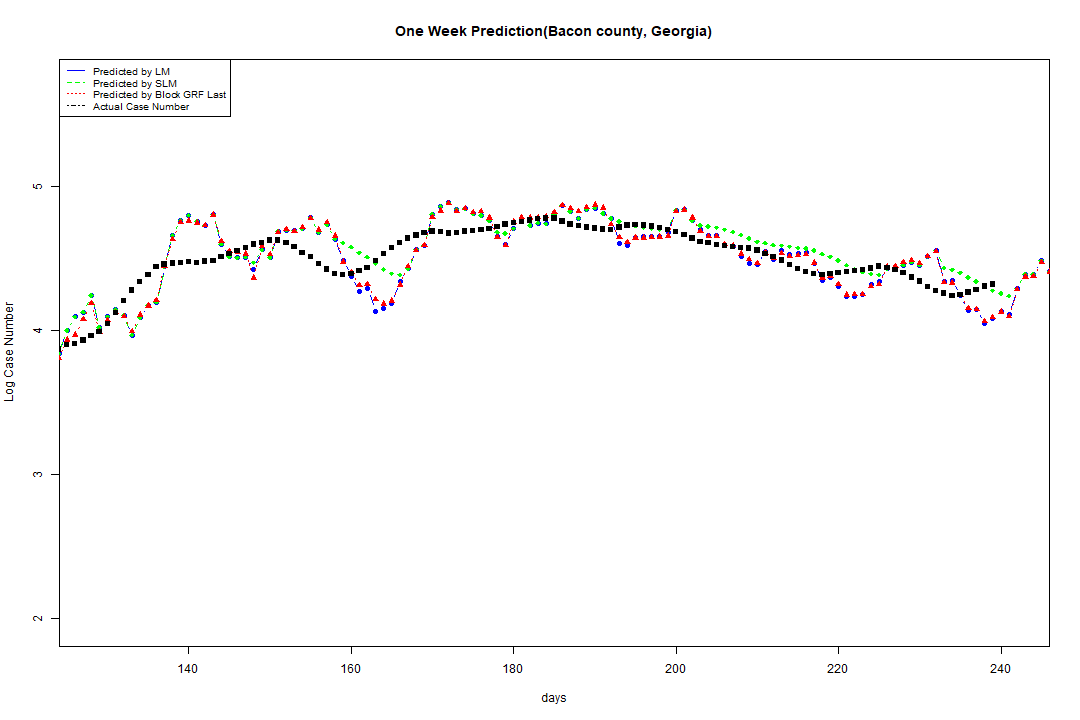 One Week Prediction(Bacon county, Georgia)
Predicted by LM
Predicted by SLM
Predicted by Block GRF Last
Actual Case Number
5
4
3
2
Log Case Number
140 160 180 200 220 240
days